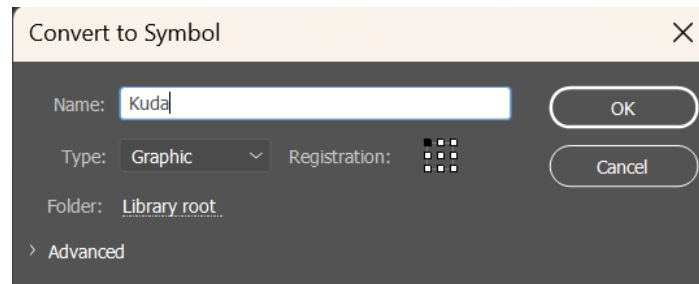 Convert to Symbol
Name: Kuda OK
Type: Graphic Registration: Cancel
Folder: Library root
Advanced